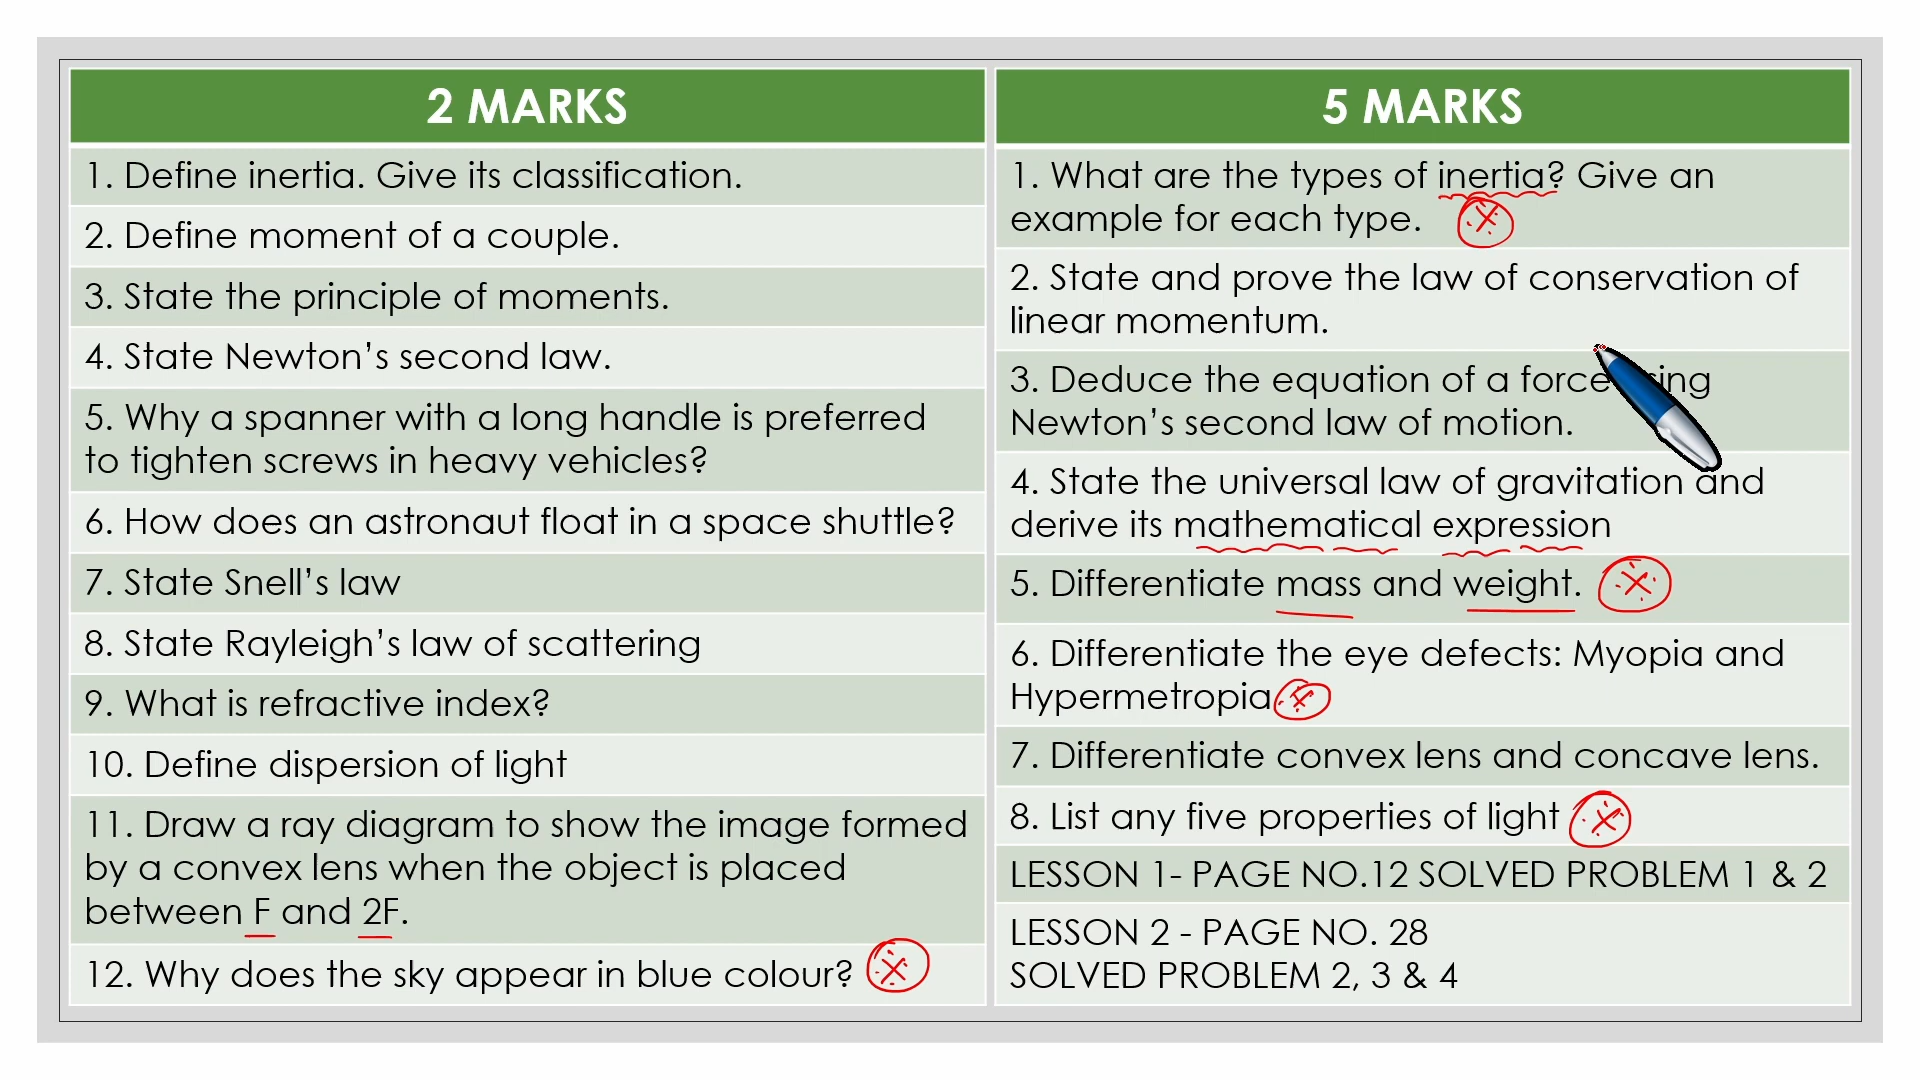 2 MARKS
1. Define inertia. Give its classification.
2. Define moment of a couple.
3. State the principle of moments.
4. State Newton’s second law.
5. Why a spanner with a long handle is preferred
to tighten screws in heavy vehicles?
6. How does an astronaut float in a space shuttle?
7. State Snell’s law
8. State Rayleigh’s law of scattering
9. What is refractive index?
10. Define dispersion of light
11. Draw a ray diagram to show the image formed
by a convex lens when the object is placed
between F and 2F.
12. Why does the sky appear in blue colour?
5 MARKS
1. What are the types of inertia? Give an
example for each type.
2. State and prove the law of conservation of
linear momentum.
3. Deduce the equation of a force
Newton’s second law of motion.
4. State the universal law of gravitation and
derive its mathematical expression
5. Differentiate mass and weight.
6. Differentiate the eye defects: Myopia and
Hypermetropia
7. Differentiate convex lens and concave lens.
8. List any five properties of light
LESSON 1- PAGE NO.12 SOLVED PROBLEM 1 & 2
LESSON 2 - PAGE NO. 28
SOLVED PROBLEM 2, 3 & 4